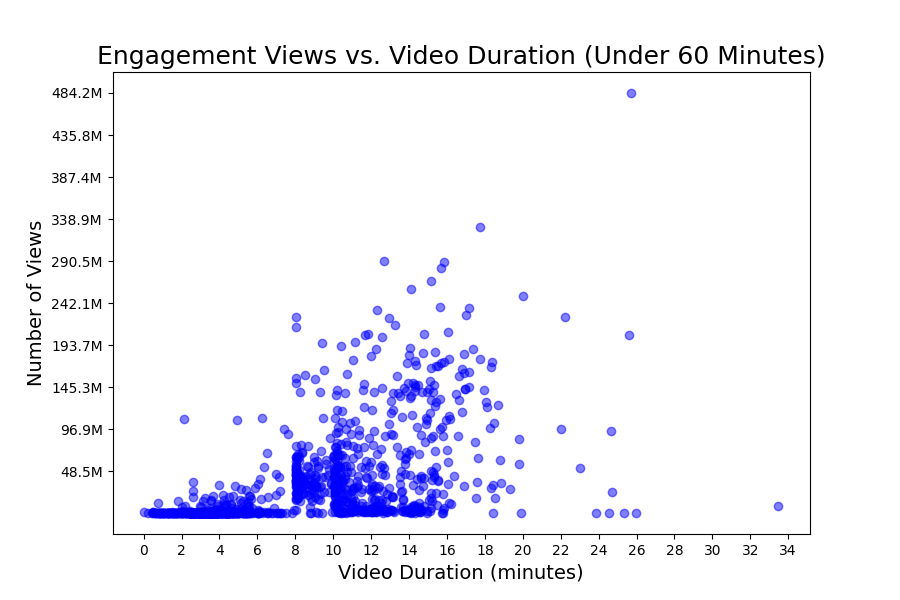 Engagement Views vs. Video Duration (Under 60 Minutes)
484.2M
435.8M
387.4M
338.9M
290.5M
242.1M
193.7M
145.3M
96.9M
48.5M
Number of Views
0 2 4 6 8 10 12 14 16 18 20 22 24 26 28 30 32 34
Video Duration (minutes)